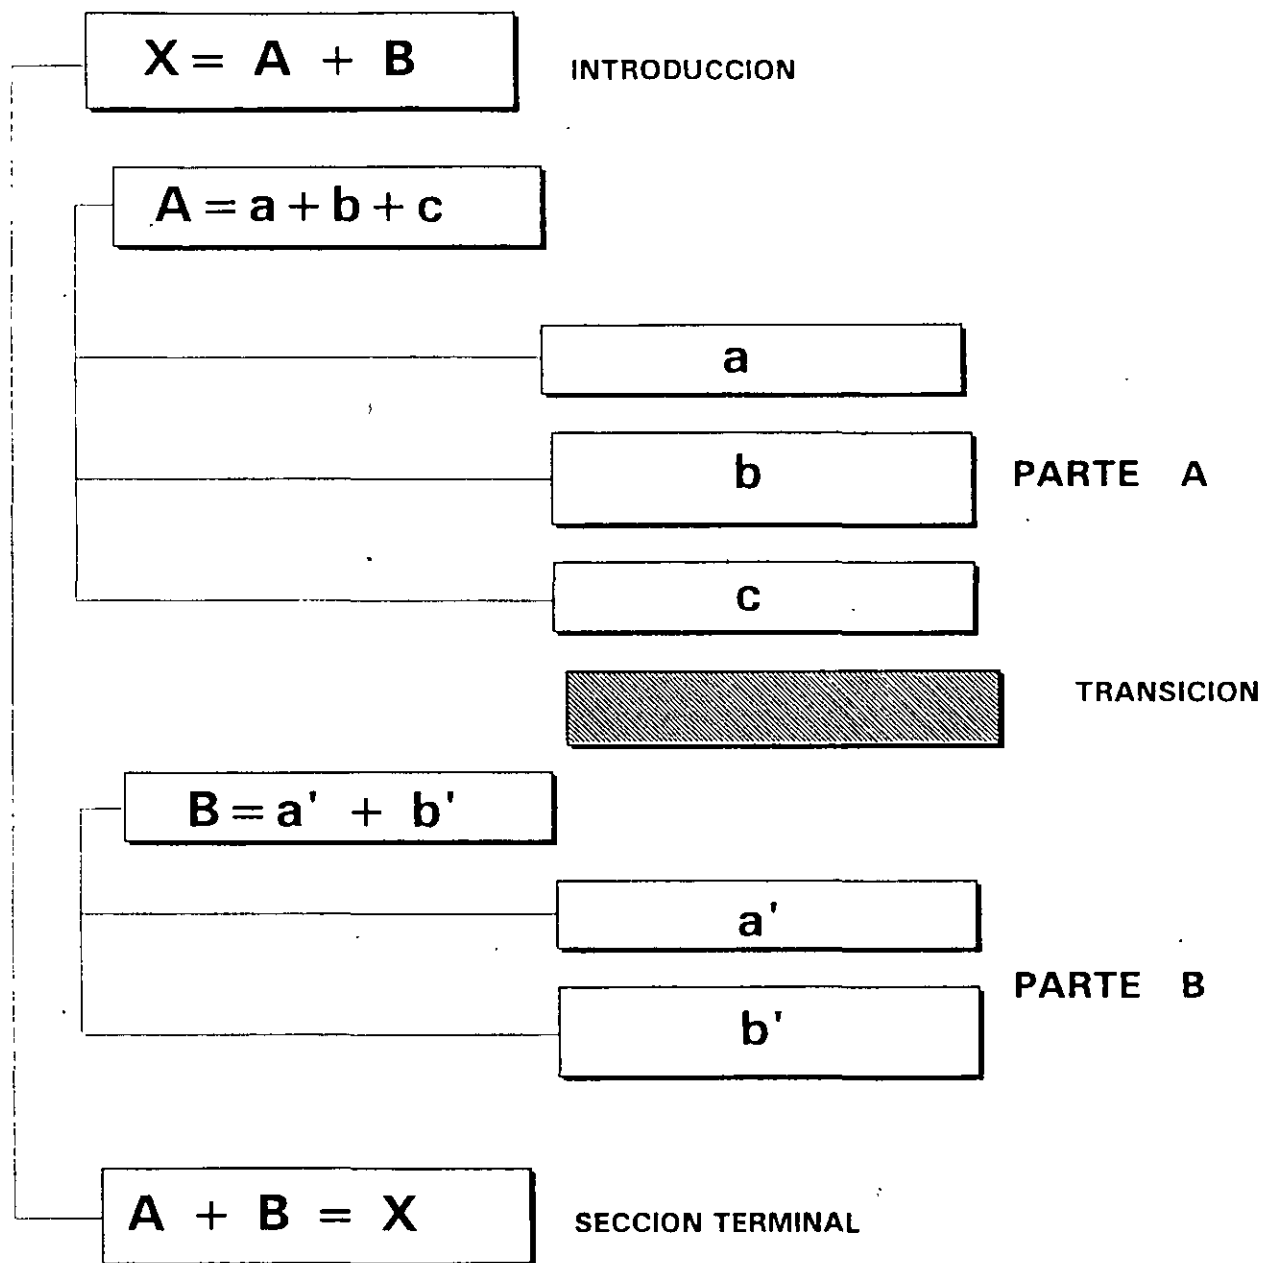 X = A + B
INTRODUCCION
A = a + b + c
a
b
PARTE A
c
TRANSICION
B = a' + b'
a'
PARTE B
b'
A + B = X
SECCION TERMINAL